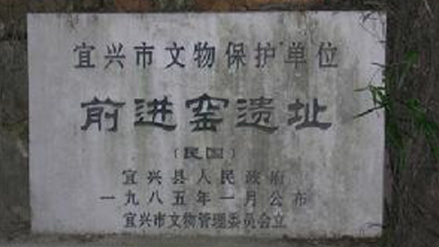 宜兴市文物保护单位
前进窑遗址
（民国）
宜兴县人民政府
一九八五年一月公布
宜兴市文物管理委员会立